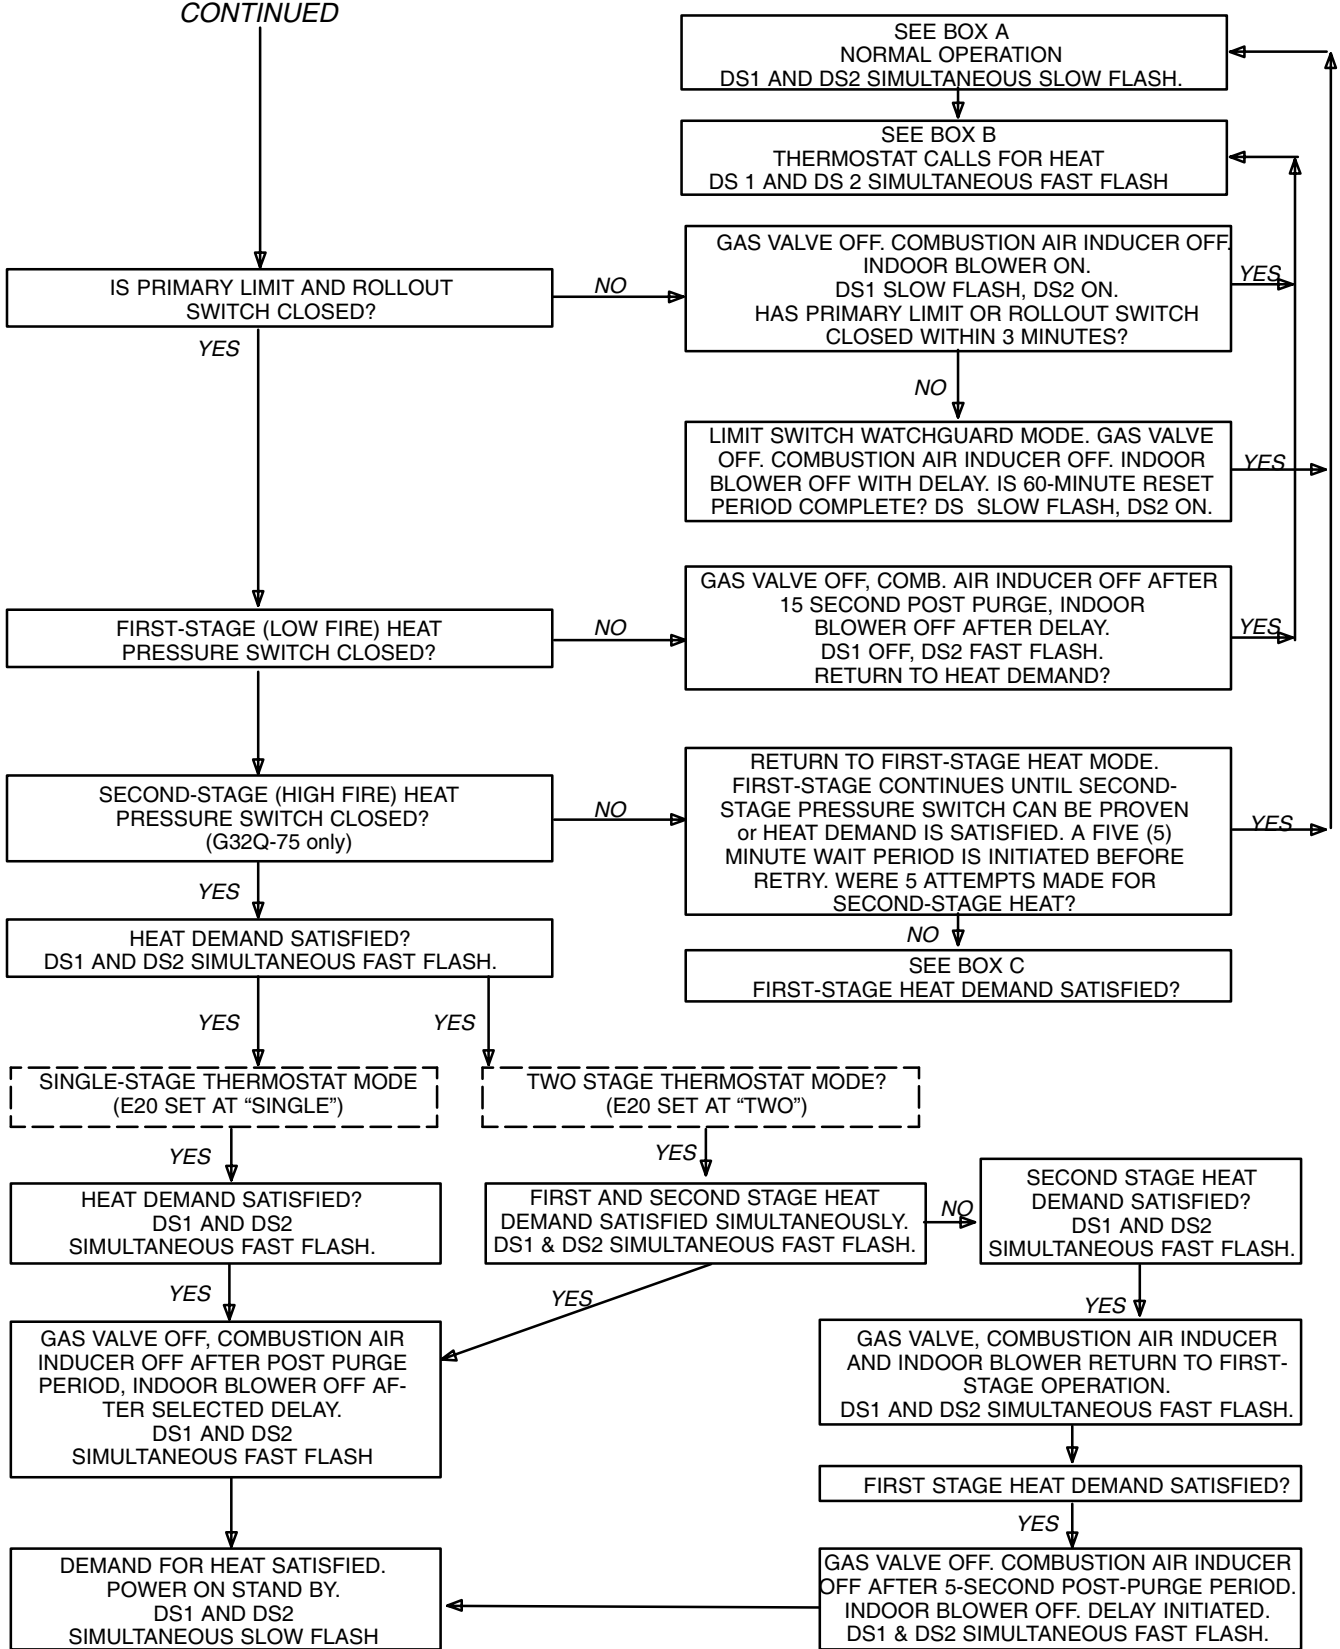 CONTINUED
SEE BOX A
NORMAL OPERATION
DS1 AND DS2 SIMULTANEOUS SLOW FLASH.
SEE BOX B
THERMOSTAT CALLS FOR HEAT
DS 1 AND DS 2 SIMULTANEOUS FAST FLASH
IS PRIMARY LIMIT AND ROLLOUT
SWITCH CLOSED?
NO
GAS VALVE OFF. COMBUSTION AIR INDUCER OFF.
INDOOR BLOWER ON.
DS1 SLOW FLASH, DS2 ON.
HAS PRIMARY LIMIT OR ROLLOUT SWITCH
CLOSED WITHIN 3 MINUTES?
YES
YES
NO
LIMIT SWITCH WATCHGUARD MODE. GAS VALVE
OFF. COMBUSTION AIR INDUCER OFF. INDOOR
BLOWER OFF WITH DELAY. IS 60-MINUTE RESET
PERIOD COMPLETE? DS SLOW FLASH, DS2 ON.
YES
FIRST-STAGE (LOW FIRE) HEAT
PRESSURE SWITCH CLOSED?
NO
GAS VALVE OFF, COMB. AIR INDUCER OFF AFTER
15 SECOND POST PURGE, INDOOR
BLOWER OFF AFTER DELAY.
DS1 OFF, DS2 FAST FLASH.
RETURN TO HEAT DEMAND?
YES
SECOND-STAGE (HIGH FIRE) HEAT
PRESSURE SWITCH CLOSED?
(G32Q-75 only)
NO
RETURN TO FIRST-STAGE HEAT MODE.
FIRST-STAGE CONTINUES UNTIL SECOND-
STAGE PRESSURE SWITCH CAN BE PROVEN
or HEAT DEMAND IS SATISFIED. A FIVE (5)
MINUTE WAIT PERIOD IS INITIATED BEFORE
RETRY. WERE 5 ATTEMPTS MADE FOR
SECOND-STAGE HEAT?
YES
YES
NO
HEAT DEMAND SATISFIED?
DS1 AND DS2 SIMULTANEOUS FAST FLASH.
SEE BOX C
FIRST-STAGE HEAT DEMAND SATISFIED?
YES
YES
SINGLE-STAGE THERMOSTAT MODE
(E20 SET AT “SINGLE”)
TWO STAGE THERMOSTAT MODE?
(E20 SET AT “TWO”)
YES
YES
HEAT DEMAND SATISFIED?
DS1 AND DS2
SIMULTANEOUS FAST FLASH.
FIRST AND SECOND STAGE HEAT
DEMAND SATISFIED SIMULTANEOUSLY.
DS1 & DS2 SIMULTANEOUS FAST FLASH.
NO
SECOND STAGE HEAT
DEMAND SATISFIED?
DS1 AND DS2
SIMULTANEOUS FAST FLASH.
YES
YES
YES
GAS VALVE OFF, COMBUSTION AIR
INDUCER OFF AFTER POST PURGE
PERIOD, INDOOR BLOWER OFF AF-
TER SELECTED DELAY.
DS1 AND DS2
SIMULTANEOUS FAST FLASH
GAS VALVE, COMBUSTION AIR INDUCER
AND INDOOR BLOWER RETURN TO FIRST-
STAGE OPERATION.
DS1 AND DS2 SIMULTANEOUS FAST FLASH.
FIRST STAGE HEAT DEMAND SATISFIED?
YES
DEMAND FOR HEAT SATISFIED.
POWER ON STAND BY.
DS1 AND DS2
SIMULTANEOUS SLOW FLASH
GAS VALVE OFF. COMBUSTION AIR INDUCER
OFF AFTER 5-SECOND POST-PURGE PERIOD.
INDOOR BLOWER OFF. DELAY INITIATED.
DS1 & DS2 SIMULTANEOUS FAST FLASH.